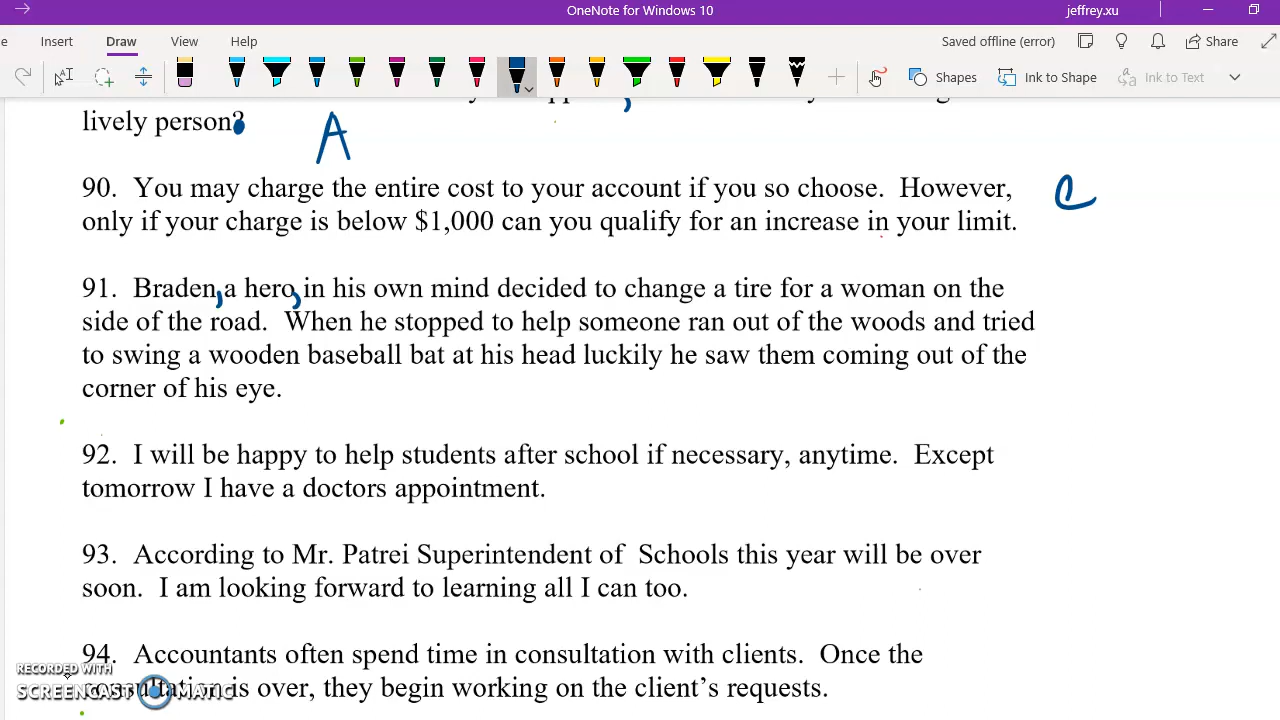 OneNote for Windows 10
jeffrey.xu
Insert Draw View Help
Saved offline (error)
Share
Shapes
Ink to Shape
Ink to Text
lively person?
A
90. You may charge the entire cost to your account if you so choose. However,
only if your charge is below $1,000 can you qualify for an increase in your limit.
C
91. Braden, a hero, in his own mind decided to change a tire for a woman on the
side of the road. When he stopped to help someone ran out of the woods and tried
to swing a wooden baseball bat at his head luckily he saw them coming out of the
corner of his eye.
92. I will be happy to help students after school if necessary, anytime. Except
tomorrow I have a doctors appointment.
93. According to Mr. Patrei Superintendent of Schools this year will be over
soon. I am looking forward to learning all I can too.
94. Accountants often spend time in consultation with clients. Once the
consultation is over, they begin working on the client's requests.
RECORDED WITH
SCREENCAST MATIC